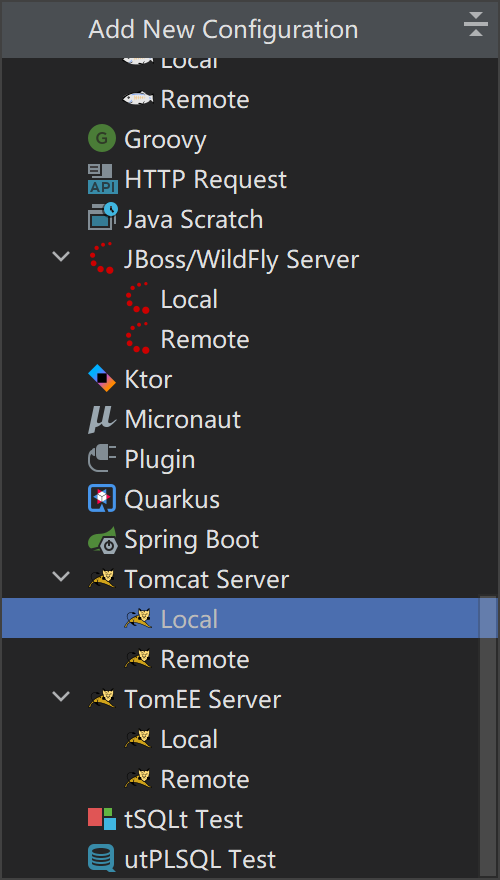 Add New Configuration
Local
Remote
G
Groovy
API
HTTP Request
Java Scratch
JBoss/WildFly Server
Local
Remote
Ktor
μ
Micronaut
Plugin
Quarkus
Spring Boot
Tomcat Server
Local
Remote
TomEE Server
Local
Remote
tSQLt Test
utPLSQL Test